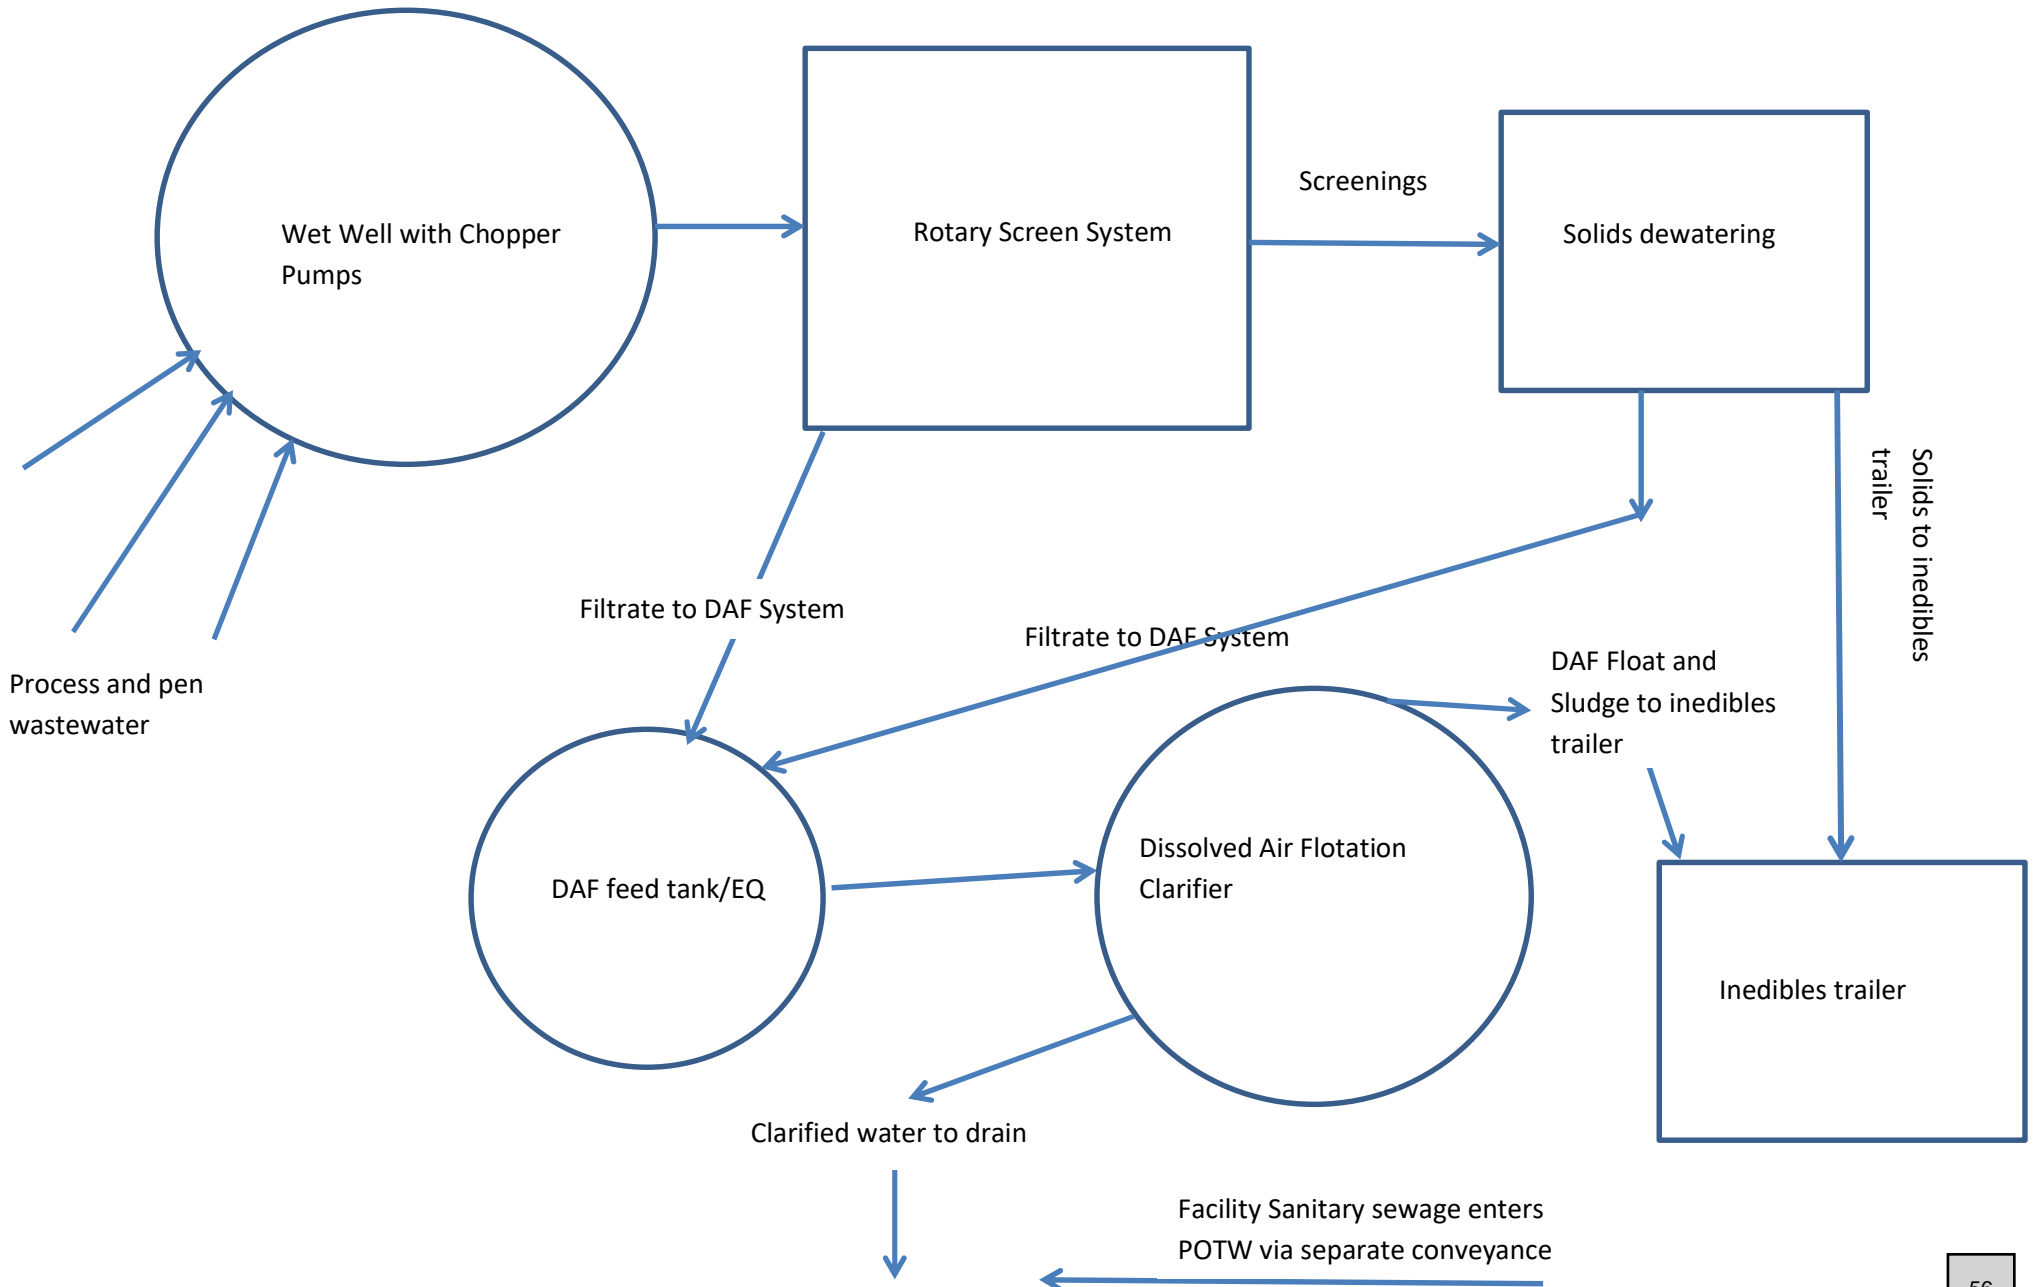 Wet Well with Chopper
Pumps
Rotary Screen System
Screenings
Solids dewatering
Solids to inedibles
trailer
Filtrate to DAF System
Filtrate to DAF System
Process and pen
wastewater
DAF Float and
Sludge to inedibles
trailer
DAF feed tank/EQ
Dissolved Air Flotation
Clarifier
Inedibles trailer
Clarified water to drain
Facility Sanitary sewage enters
POTW via separate conveyance
56